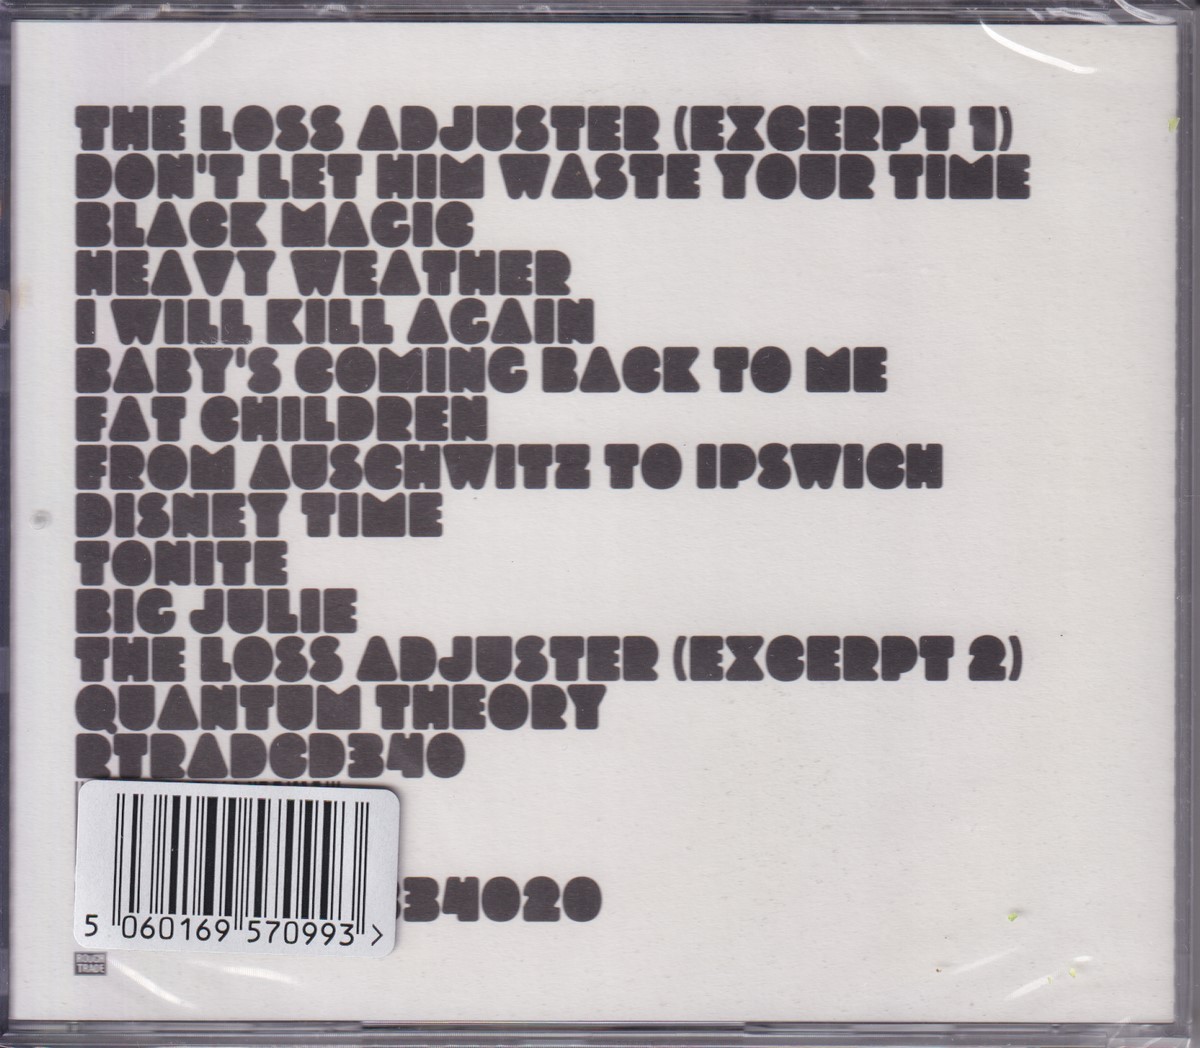 THE LOSS ADJUSTER (EXCERPT 1)
DON'T LET HIM WASTE YOUR TIME
BLACK MAGIC
HEAVY WEATHER
I WILL KILL AGAIN
BABY'S COMING BACK TO ME
FAT CHILDREN
FROM AUSCHWITZ TO IPSWICH
DISNEY TIME
TONITE
BIG JULIE
THE LOSS ADJUSTER (EXCERPT 2)
QUANTUM THEORY
RTRADCD340
34020
5 060169 570993 >
ROUGH
TRADE